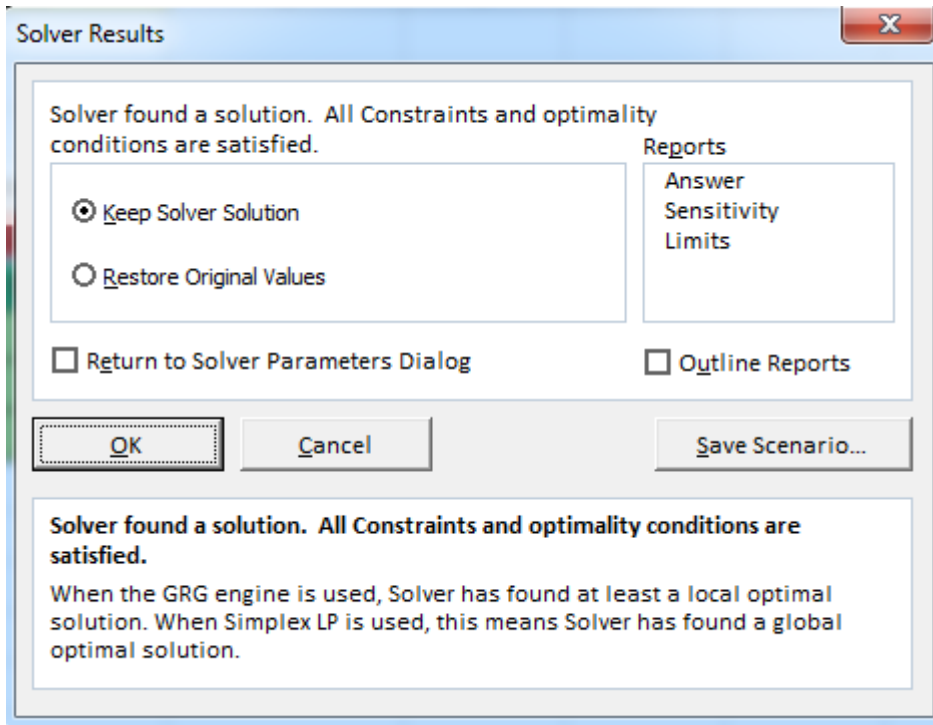 Solver Results
Solver found a solution.  All Constraints and optimality
conditions are satisfied.
Reports
Keep Solver Solution
Restore Original Values
Answer
Sensitivity
Limits
Return to Solver Parameters Dialog
Outline Reports
OK
Cancel
Save Scenario...
Solver found a solution.  All Constraints and optimality conditions are
satisfied.
When the GRG engine is used, Solver has found at least a local optimal
solution. When Simplex LP is used, this means Solver has found a global
optimal solution.